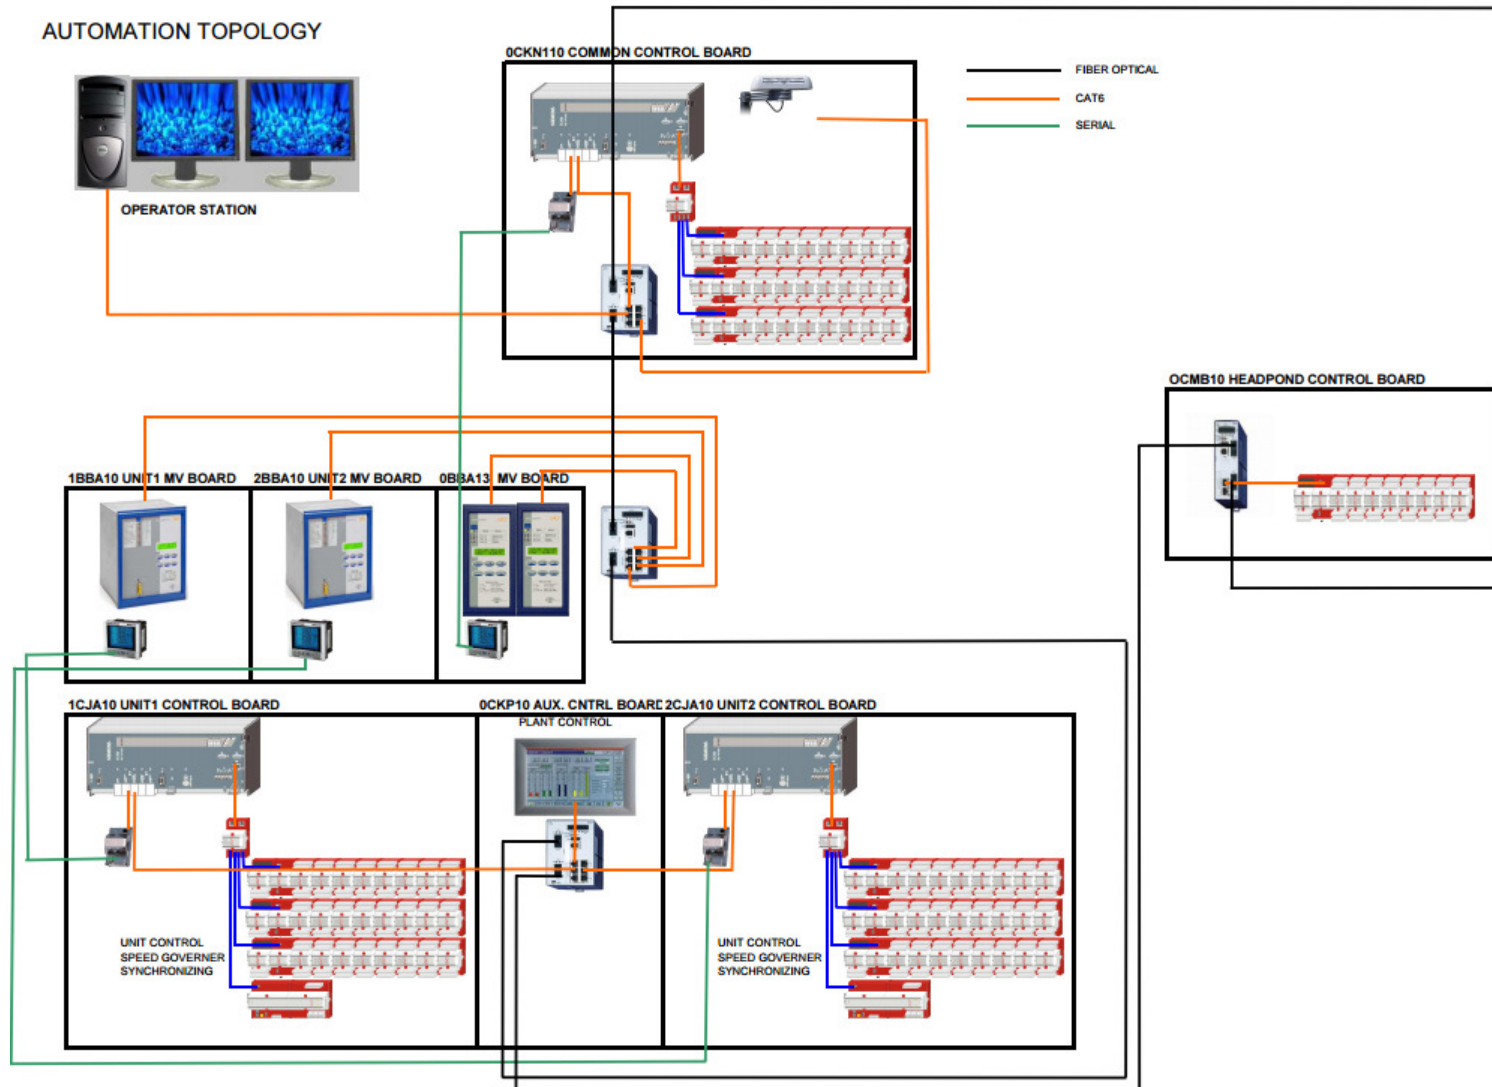 AUTOMATION TOPOLOGY
0CKN110 COMMON CONTROL BOARD
FIBER OPTICAL
CAT6
SERIAL
OPERATOR STATION
OCMB10 HEADPOND CONTROL BOARD
1BBA10 UNIT1 MV BOARD
2BBA10 UNIT2 MV BOARD
0BBA13 MV BOARD
1CJA10 UNIT1 CONTROL BOARD
0CKP10 AUX. CNTRL BOARD
2CJA10 UNIT2 CONTROL BOARD
PLANT CONTROL
UNIT CONTROL
SPEED GOVERNER
SYNCHRONIZING
UNIT CONTROL
SPEED GOVERNER
SYNCHRONIZING